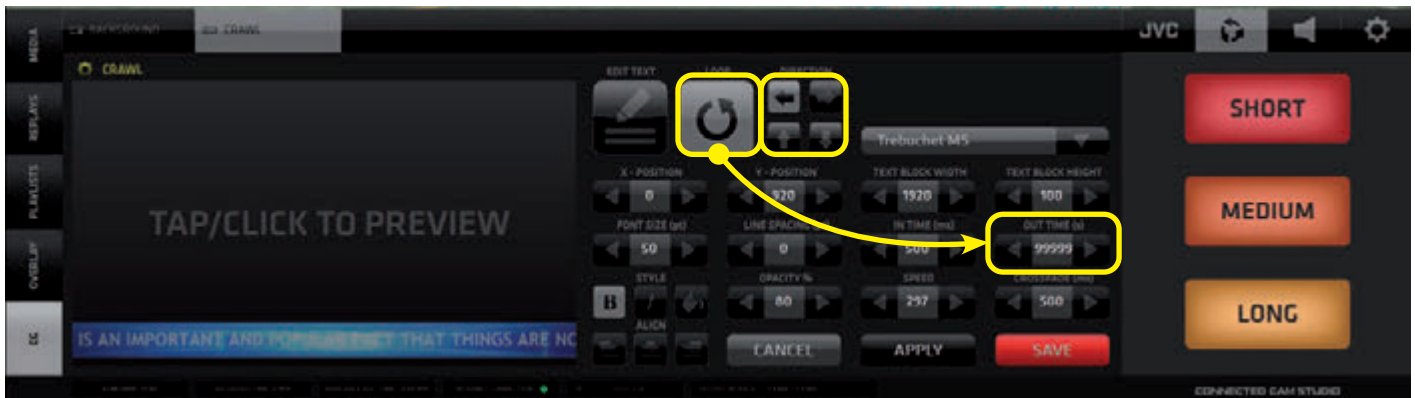 MEDIA
BACKGROUND
CRAWL
JVC
CRAWL
EDIT TEXT
LOOP
DIRECTION
REPLAYS
SHORT
Trebuchet MS
X - POSITION
Y - POSITION
TEXT BLOCK WIDTH
TEXT BLOCK HEIGHT
0
920
1920
100
PLAYLISTS
TAP/CLICK TO PREVIEW
MEDIUM
FONT SIZE (pt)
LINE SPACING
IN TIME (ms)
OUT TIME (s)
50
0
500
99999
OVERLAY
STYLE
OPACITY %
SPEED
CROSSFADE (ms)
B
I
80
297
500
LONG
ALIGN
CG
IS AN IMPORTANT AND POPULAR FACT THAT THINGS ARE NO
CANCEL
APPLY
SAVE
CONNECTED CAM STUDIO